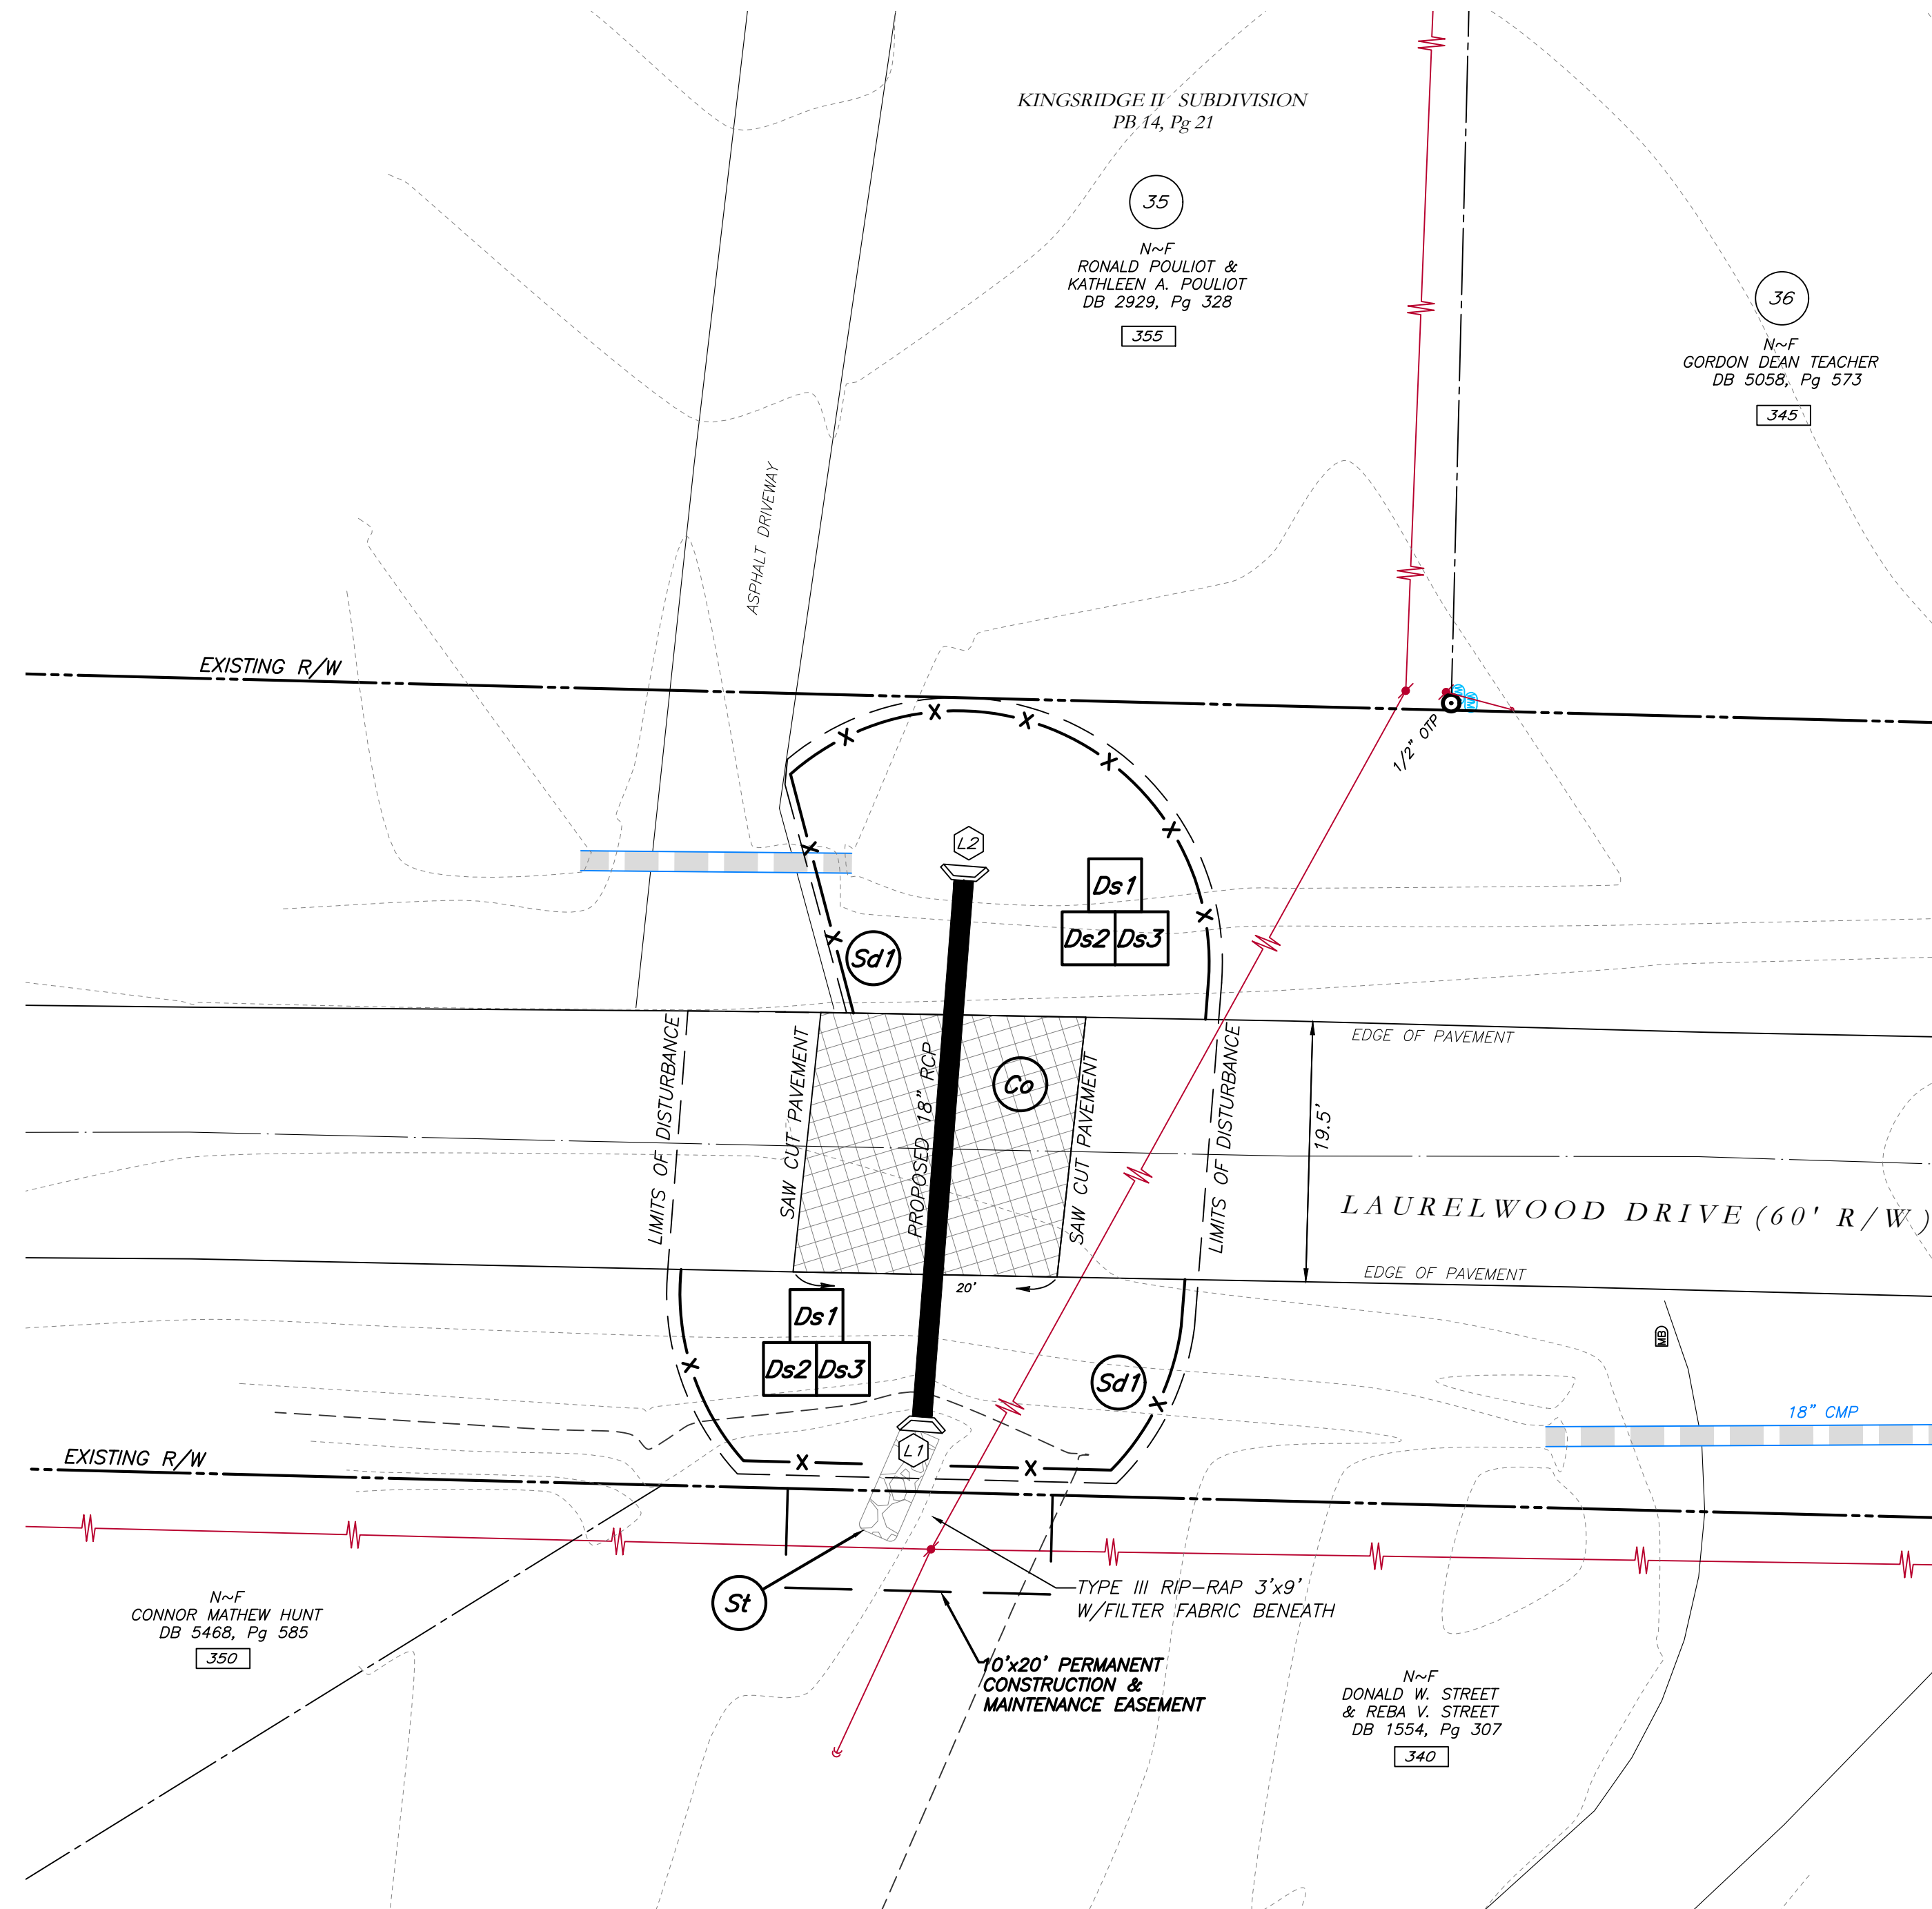 KINGSRIDGE II SUBDIVISION
PB 14, Pg 21
35
N~F
RONALD POULIOT &
KATHLEEN A. POULIOT
DB 2929, Pg 328
355
36
N~F
GORDON DEAN TEACHER
DB 5058, Pg 573
345
ASPHALT DRIVEWAY
EXISTING R/W
1/2" OTP
WM
L2
Ds1
Ds2 Ds3
Sd1
LIMITS OF DISTURBANCE
SAW CUT PAVEMENT
PROPOSED 18" RCP
Co
SAW CUT PAVEMENT
LIMITS OF DISTURBANCE
19.5'
EDGE OF PAVEMENT
LAURELWOOD DRIVE (60' R/W)
EDGE OF PAVEMENT
20'
Ds1
Ds2 Ds3
Sd1
MB
18" CMP
L1
EXISTING R/W
St
TYPE III RIP-RAP 3'x9'
W/FILTER FABRIC BENEATH
10'x20' PERMANENT
CONSTRUCTION &
MAINTENANCE EASEMENT
N~F
CONNOR MATHEW HUNT
DB 5468, Pg 585
350
N~F
DONALD W. STREET
& REBA V. STREET
DB 1554, Pg 307
340